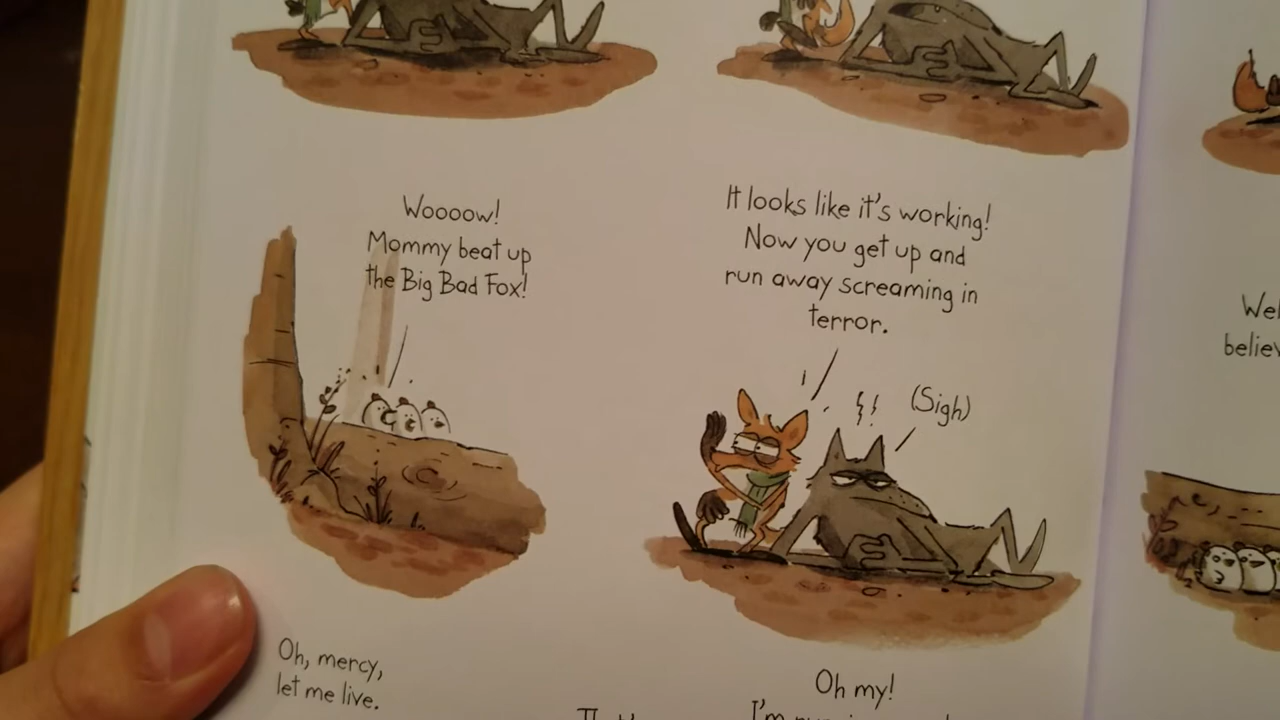 Woooow!
Mommy beat up
the Big Bad Fox!
It looks like it's working!
Now you get up and
run away screaming in
terror.
(Sigh)
Oh, mercy,
let me live.
Oh my!
I'm